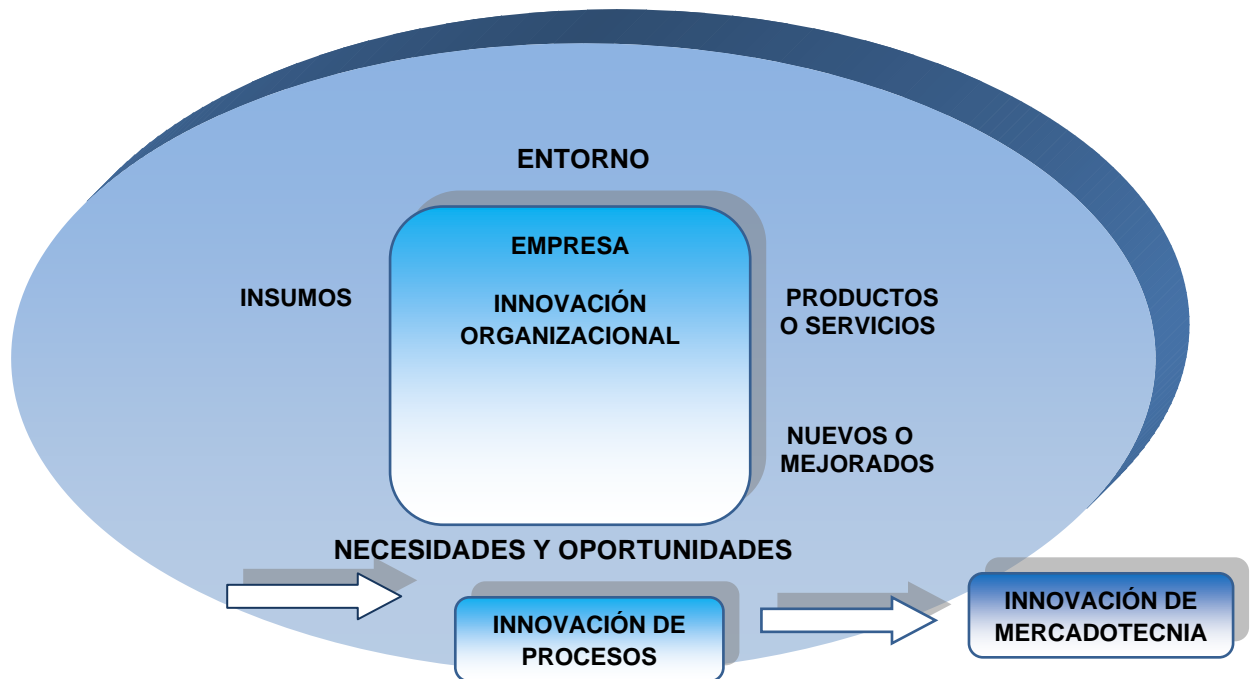 ENTORNO
EMPRESA
INNOVACIÓN
ORGANIZACIONAL
INSUMOS
PRODUCTOS
O SERVICIOS
NUEVOS O
MEJORADOS
NECESIDADES Y OPORTUNIDADES
INNOVACIÓN DE
PROCESOS
INNOVACIÓN DE
MERCADOTECNIA